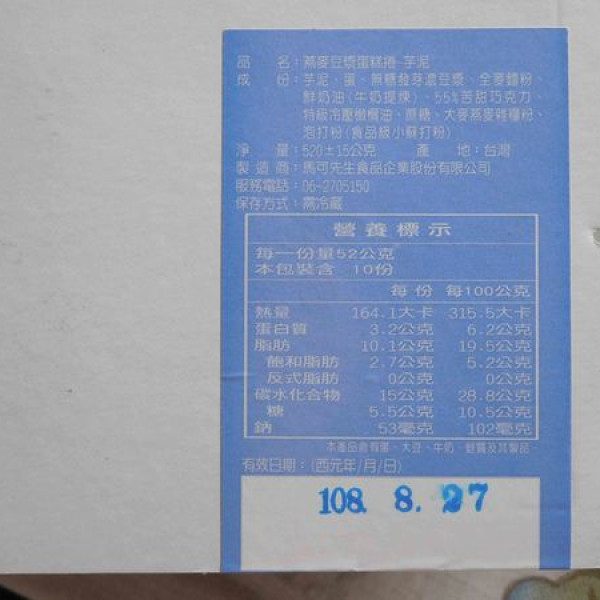 品 名:燕麥豆漿蛋糕捲-芋泥
成 份:芋泥、蛋、無糖發芽濃豆漿、全麥麵粉、
鮮奶油(牛奶提煉)、55%苦甜巧克力、
特級冷壓橄欖油、蔗糖、大麥燕麥雜糧粉、
泡打粉(食品級小蘇打粉)
淨 量:520±15公克 產 地:台灣
製造商:馬可先生食品企業股份有限公司
服務電話:06-2705150
保存方式:需冷藏
營養標示
每一份量52公克
本包裝含 10份
每份 每100公克
熱量 164.1大卡 315.5大卡
蛋白質 3.2公克 6.2公克
脂肪 10.1公克 19.5公克
飽和脂肪 2.7公克 5.2公克
反式脂肪 0公克 0公克
碳水化合物 15公克 28.8公克
糖 5.5公克 10.5公克
鈉 53毫克 102毫克
本產品含有蛋、大豆、牛奶、麩質及其製品。
有效日期:(西元年/月/日)
108. 8. 27